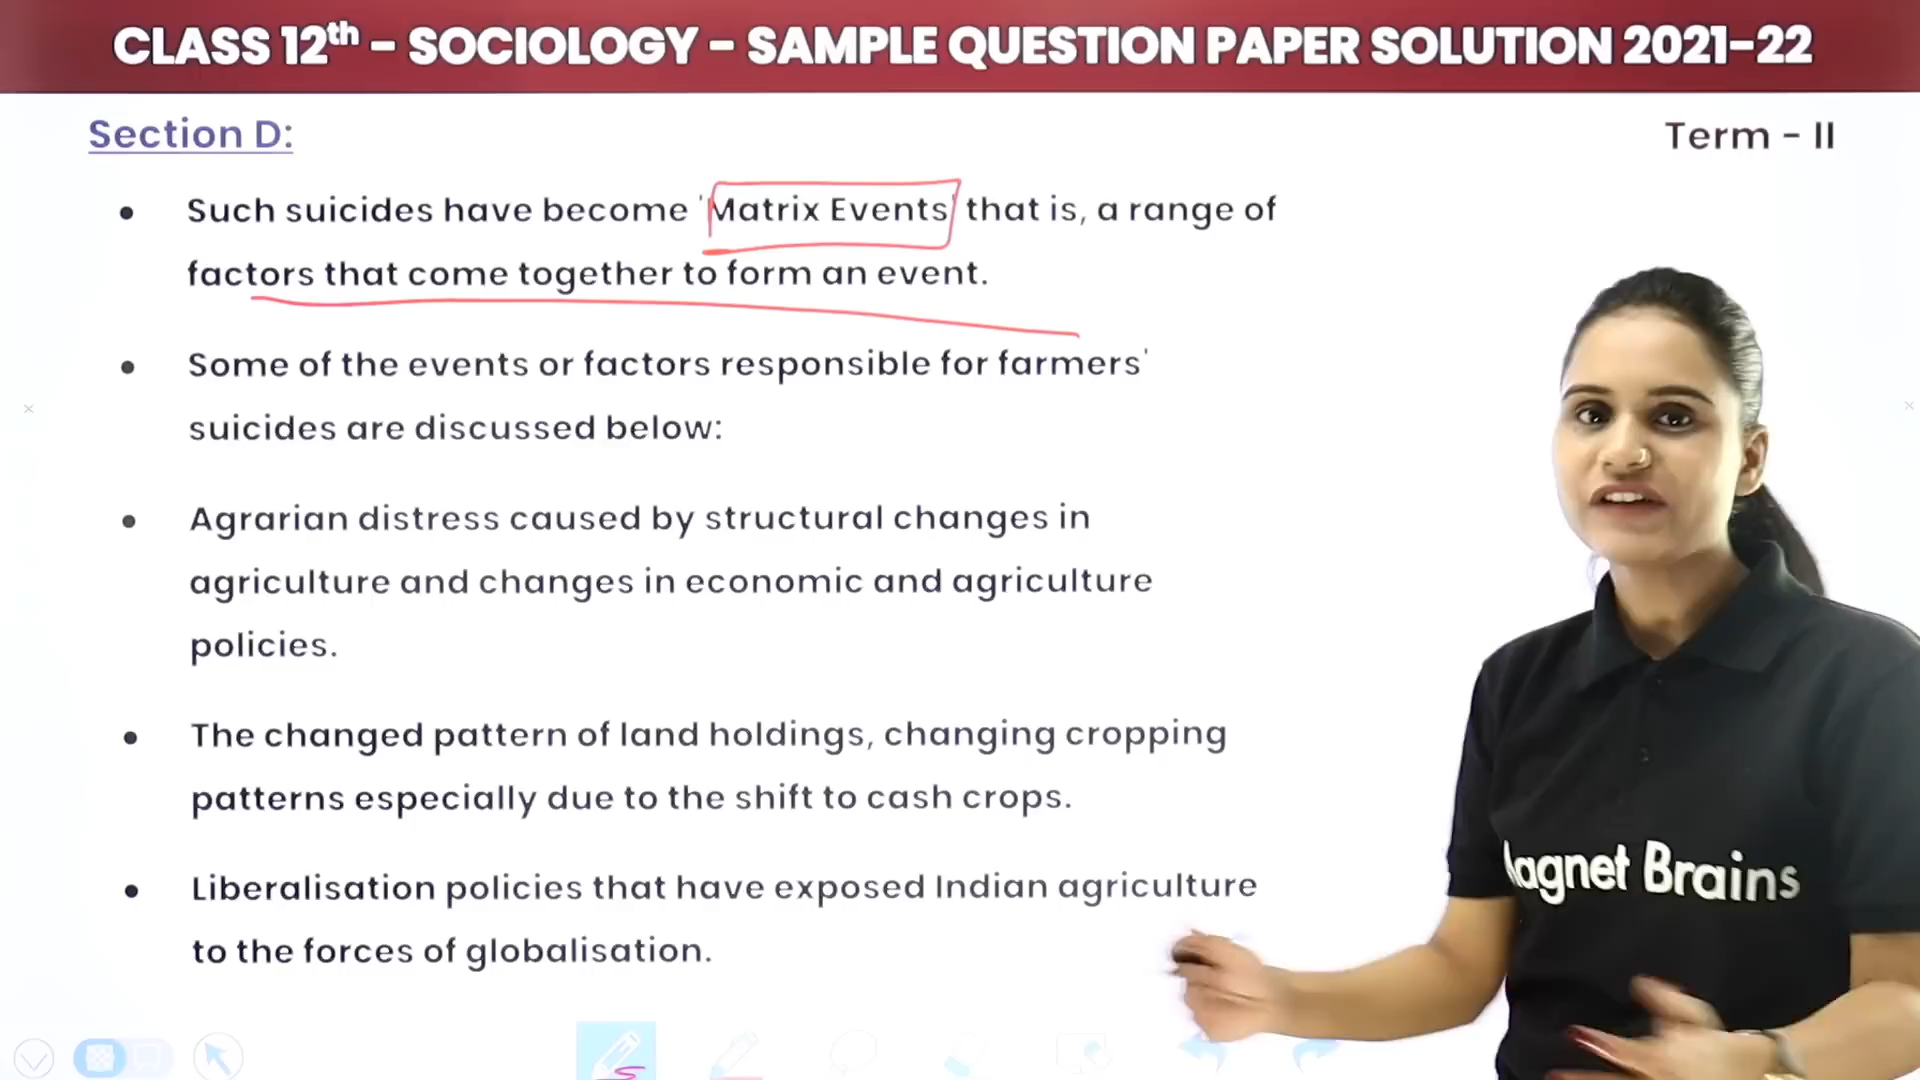 CLASS 12th – SOCIOLOGY – SAMPLE QUESTION PAPER SOLUTION 2021-22
Section D:
Term - II
• Such suicides have become 'Matrix Events' that is, a range of
factors that come together to form an event.
• Some of the events or factors responsible for farmers'
suicides are discussed below:
• Agrarian distress caused by structural changes in
agriculture and changes in economic and agriculture
policies.
• The changed pattern of land holdings, changing cropping
patterns especially due to the shift to cash crops.
• Liberalisation policies that have exposed Indian agriculture
to the forces of globalisation.
agnet Brains